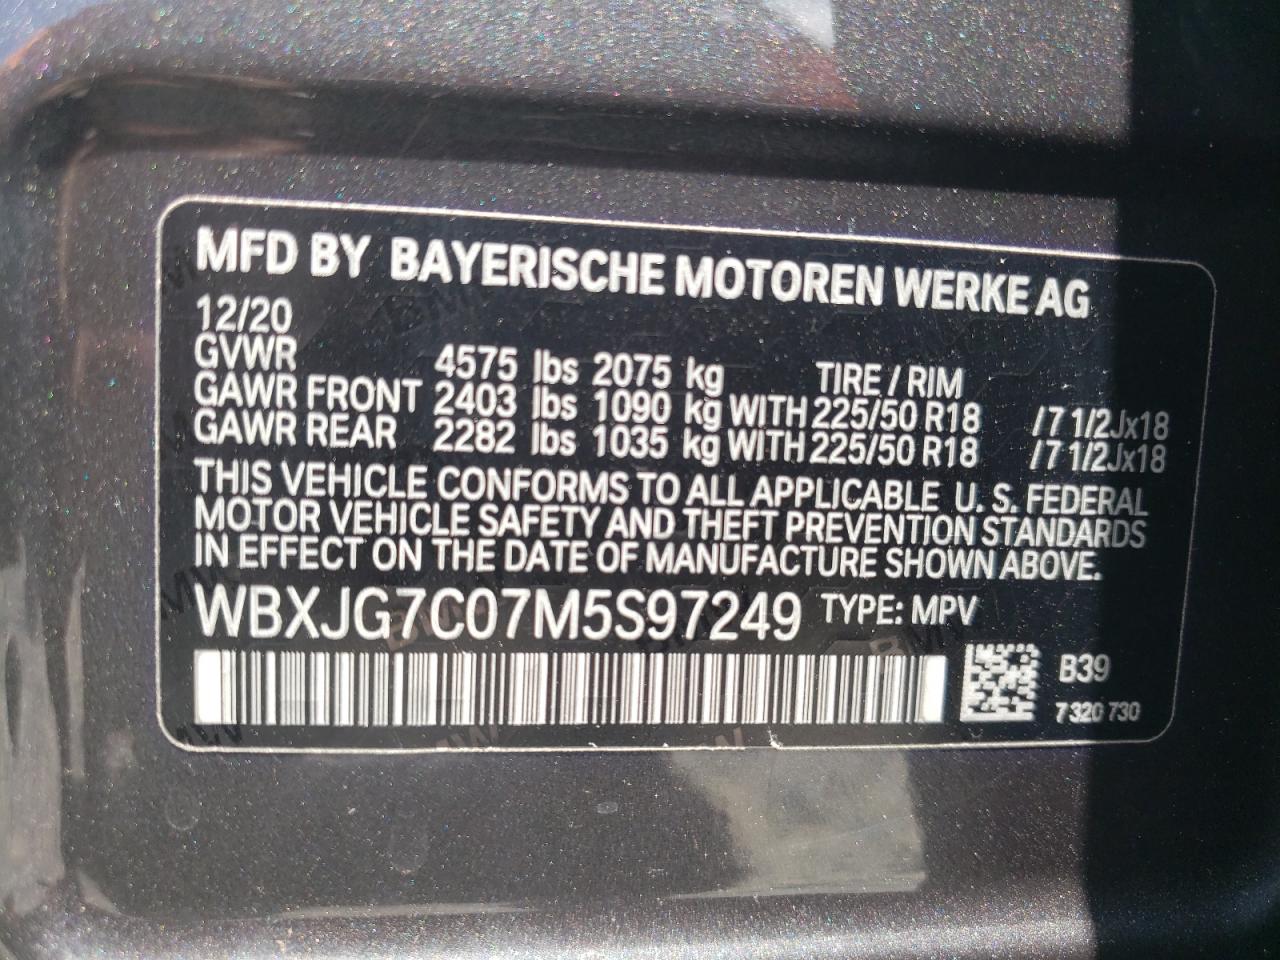 MFD BY BAYERISCHE MOTOREN WERKE AG
12/20
GVWR 4575 lbs 2075 kg TIRE / RIM
GAWR FRONT 2403 lbs 1090 kg WITH 225/50 R18 /7 1/2Jx18
GAWR REAR 2282 lbs 1035 kg WITH 225/50 R18 /7 1/2Jx18
THIS VEHICLE CONFORMS TO ALL APPLICABLE U. S. FEDERAL
MOTOR VEHICLE SAFETY AND THEFT PREVENTION STANDARDS
IN EFFECT ON THE DATE OF MANUFACTURE SHOWN ABOVE.
WBXJG7C07M5S97249 TYPE: MPV
B39
7 320 730